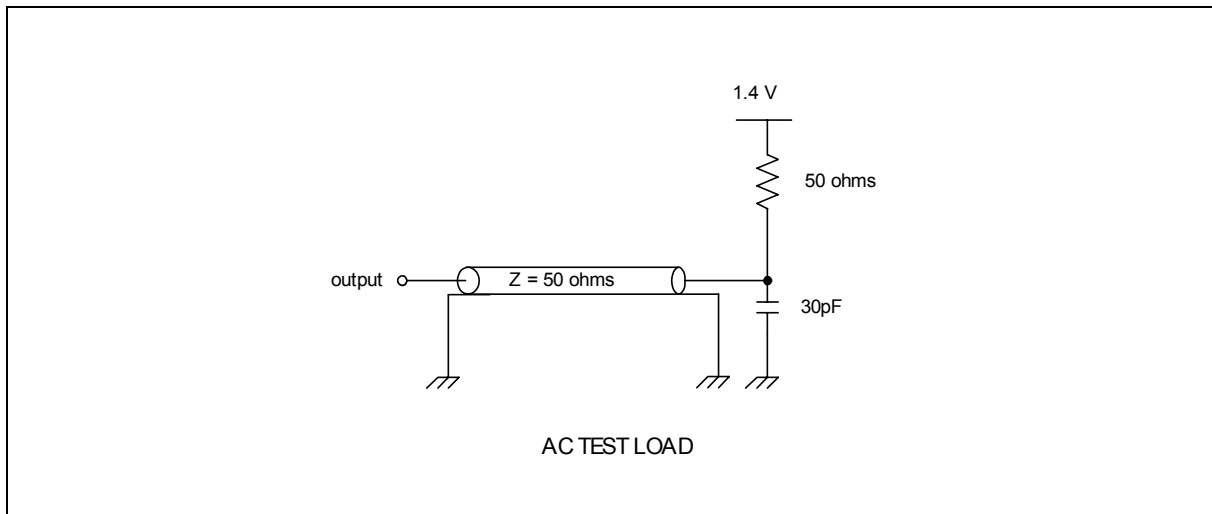 1.4 V
50 ohms
output
Z = 50 ohms
30pF
AC TEST LOAD